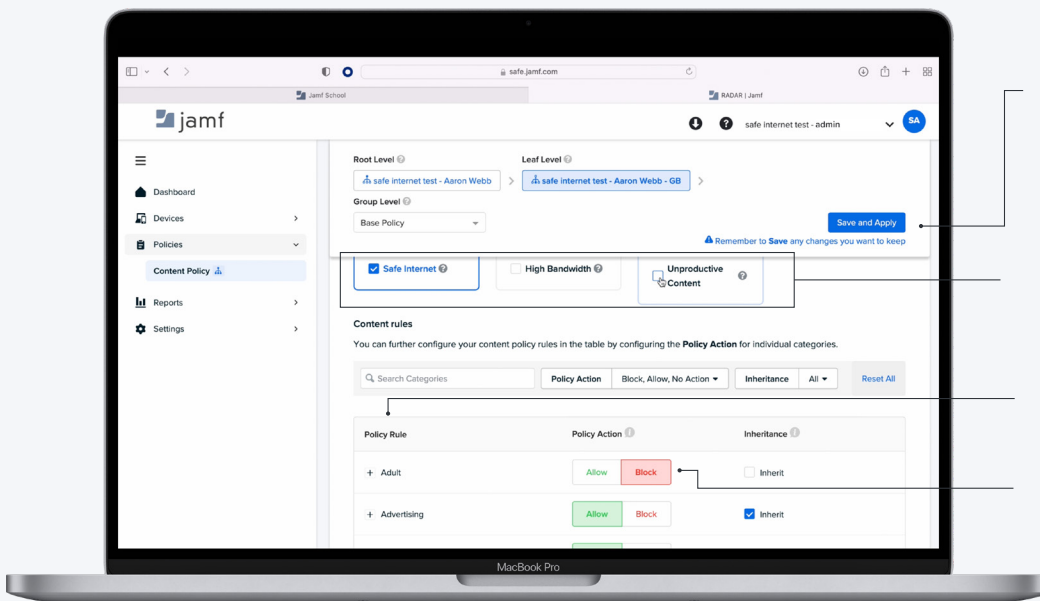 safe.jamf.com
Jamf School
RADAR | Jamf
jamf
safe internet test - admin
SA
Root Level
Leaf Level
safe internet test - Aaron Webb
safe internet test - Aaron Webb - GB
Group Level
Base Policy
Save and Apply
Remember to Save any changes you want to keep
Dashboard
Devices
Policies
Content Policy
Reports
Settings
Safe Internet
High Bandwidth
Unproductive
Content
Content rules
You can further configure your content policy rules in the table by configuring the Policy Action for individual categories.
Search Categories
Policy Action
Block, Allow, No Action
Inheritance
All
Reset All
Policy Rule
Policy Action
Inheritance
+ Adult
Allow
Block
Inherit
+ Advertising
Allow
Block
Inherit
MacBook Pro